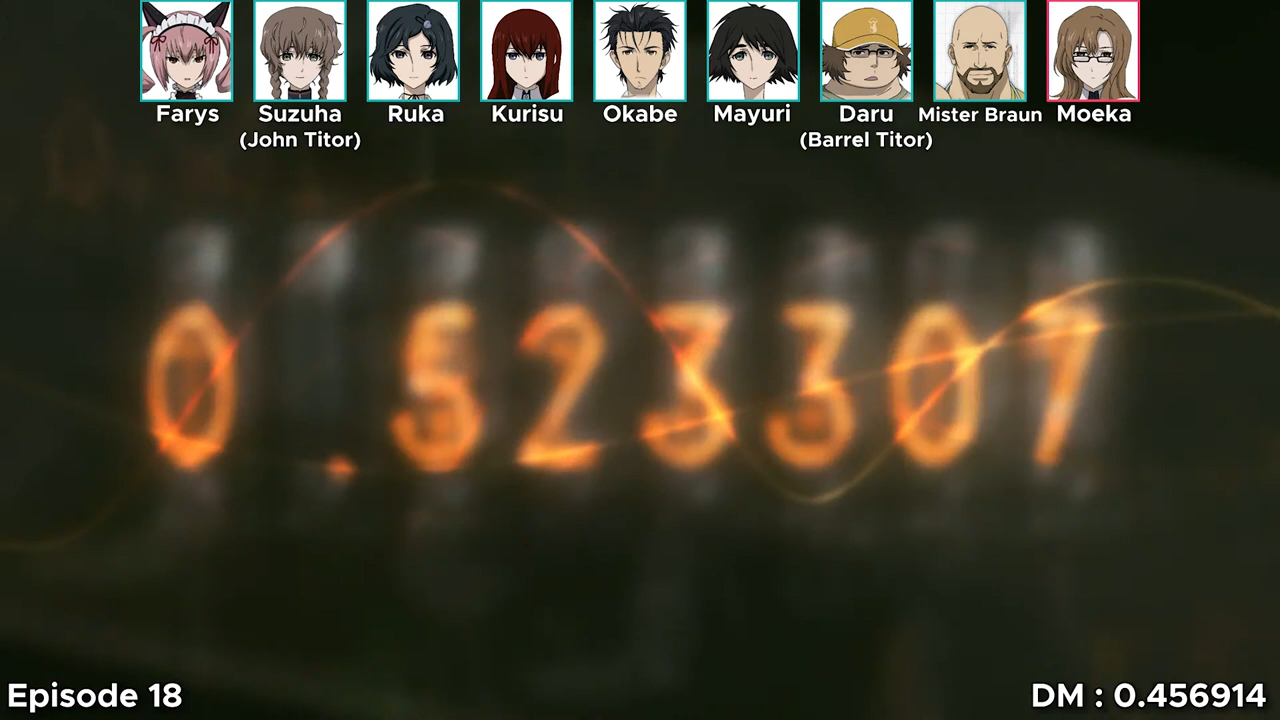 Farys Suzuha Ruka Kurisu Okabe Mayuri Daru Mister Braun Moeka
(John Titor) (Barrel Titor)
0.523307
Episode 18 DM : 0.456914